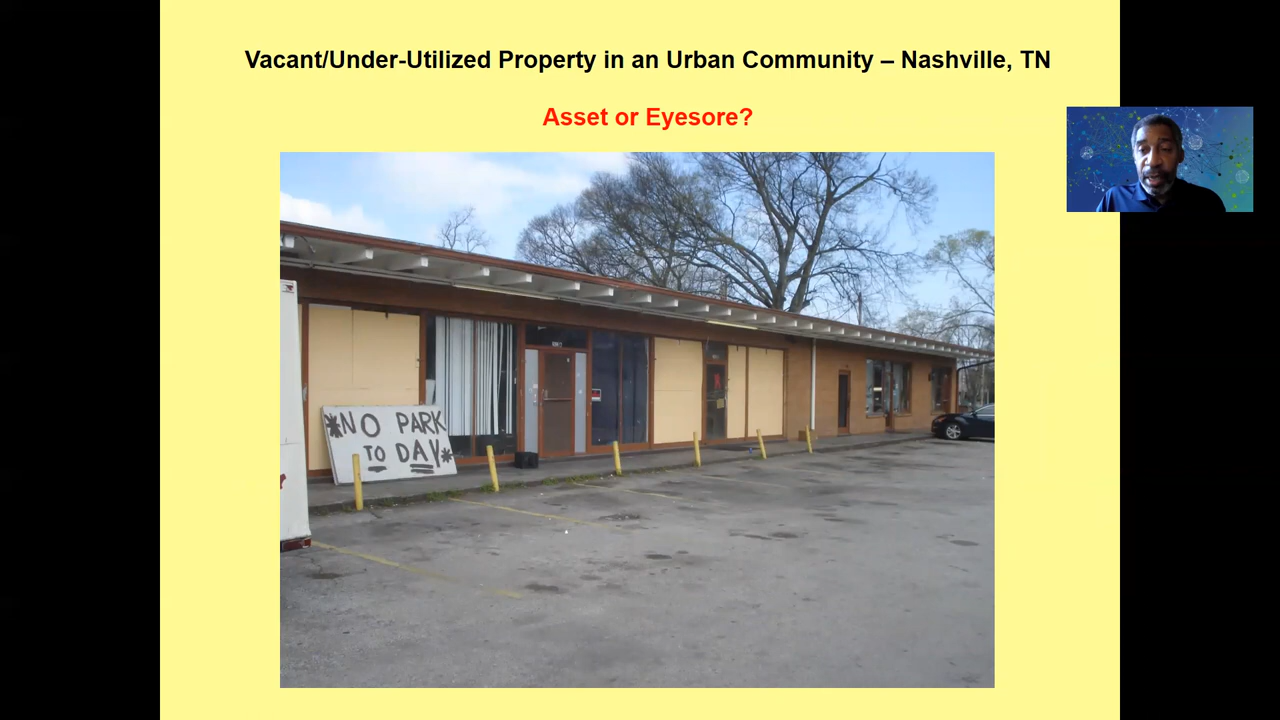 Vacant/Under-Utilized Property in an Urban Community – Nashville, TN
Asset or Eyesore?
*NO PARK
TO DAY*